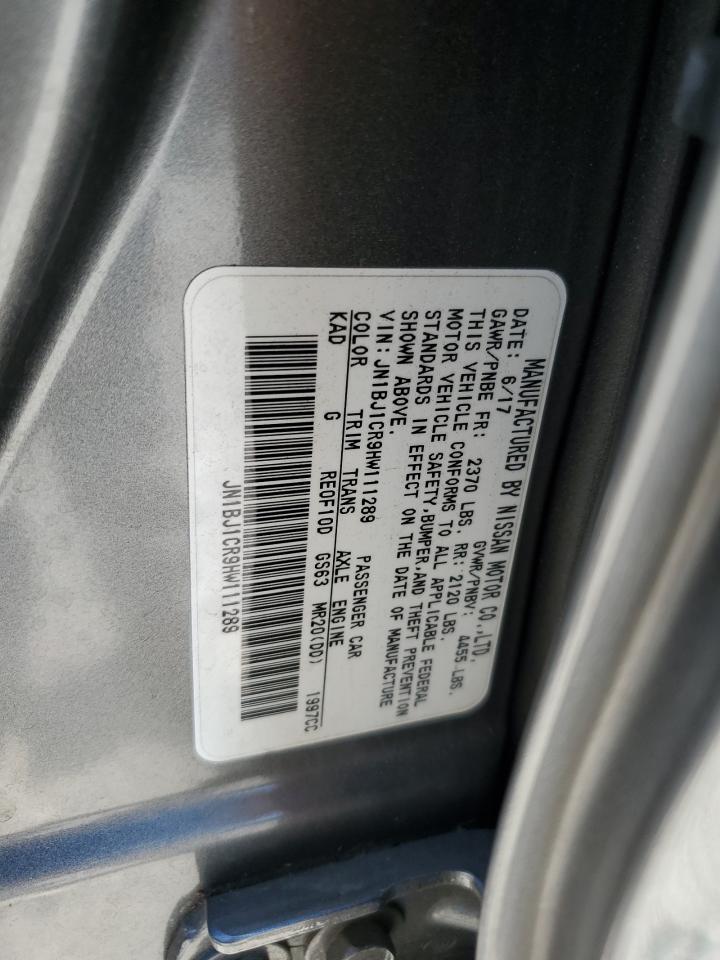 MANUFACTURED BY NISSAN MOTOR CO.,LTD.
DATE: 6/17 GVWR/PNBV: 4455 LBS.
GAWR/PNBE FR: 2370 LBS. RR: 2120 LBS.
THIS VEHICLE CONFORMS TO ALL APPLICABLE FEDERAL
MOTOR VEHICLE SAFETY,BUMPER,AND THEFT PREVENTION
STANDARDS IN EFFECT ON THE DATE OF MANUFACTURE
SHOWN ABOVE.
VIN: JN1BJ1CR9HW111289 PASSENGER CAR
COLOR TRIM TRANS AXLE ENGINE
KAD G RE0F10D GS63 MR20(DD) 1997CC
JN1BJ1CR9HW111289